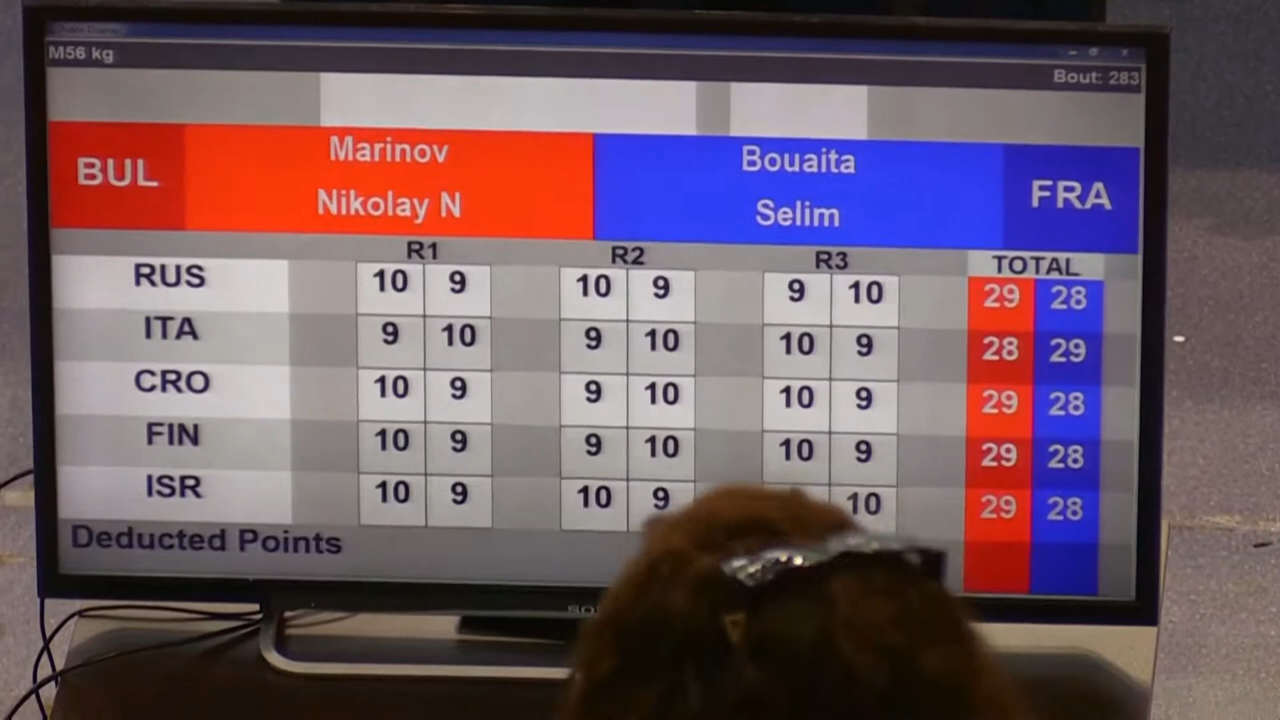 M56 kg
Bout: 283
BUL Marinov Nikolay N
Bouaita Selim FRA
R1 R2 R3 TOTAL
RUS 10 9 10 9 9 10 29 28
ITA 9 10 9 10 10 9 28 29
CRO 10 9 9 10 10 9 29 28
FIN 10 9 9 10 10 9 29 28
ISR 10 9 10 9 10 29 28
Deducted Points